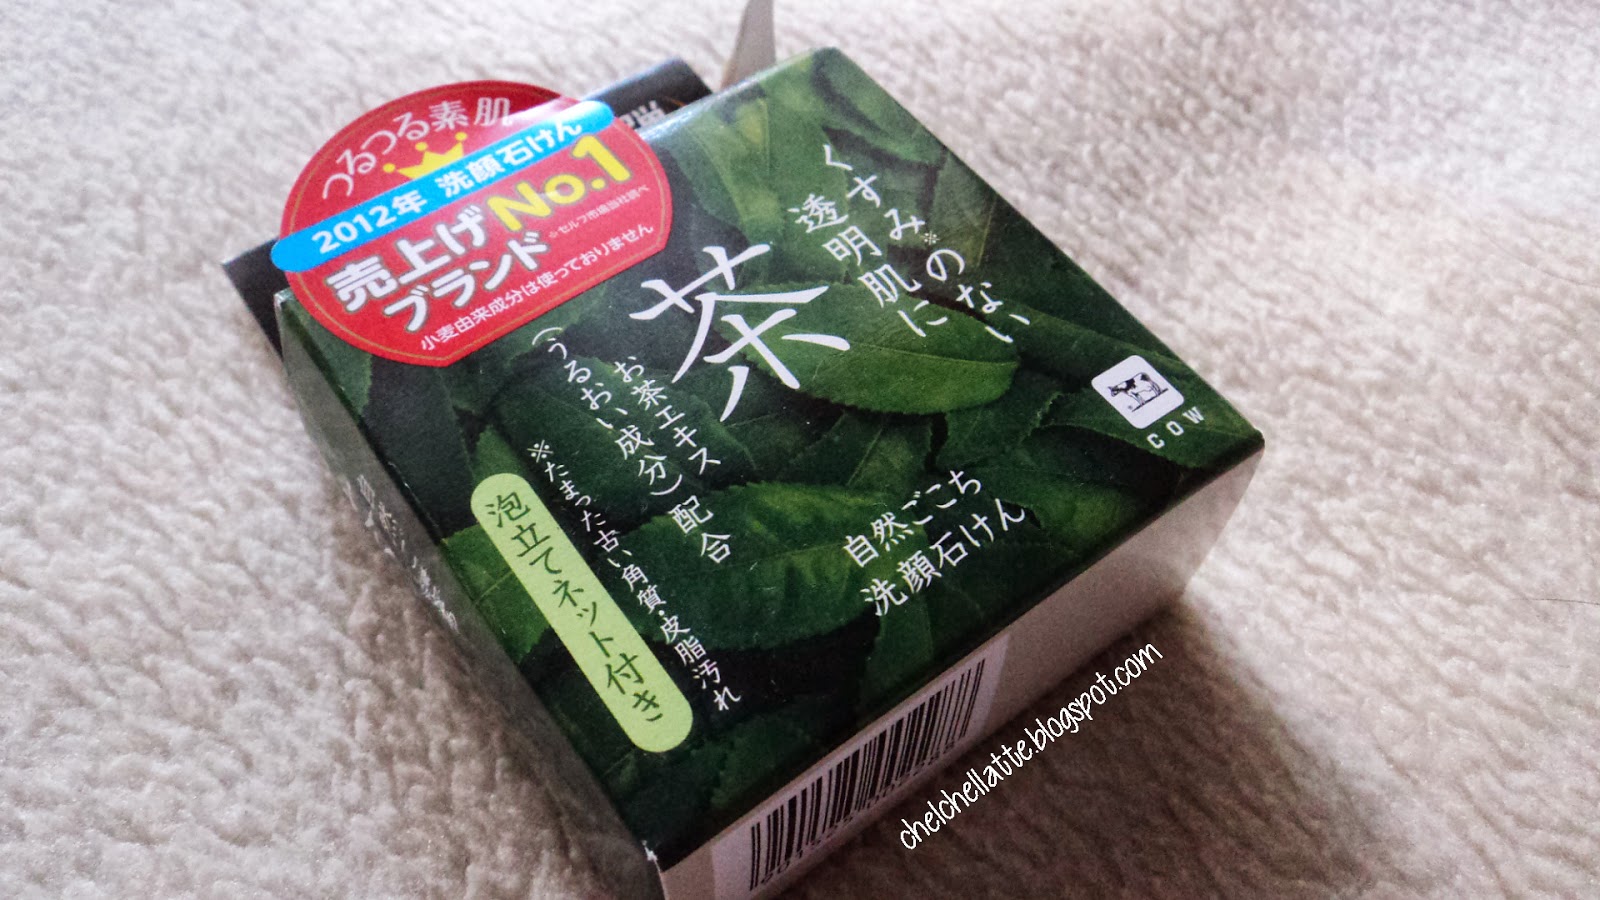 つるつる素肌
2012年 洗顔石けん
売上げNo.1
ブランド
※セルフ市場当社調べ
小麦由来成分は使っておりません
くすみ※のない
透明肌に
茶
お茶エキス
(うるおい成分)配合
※たまった古い角質・皮脂汚れ
泡立てネット付き
自然ごこち
洗顔石けん
COW
chelchellatite.blogspot.com